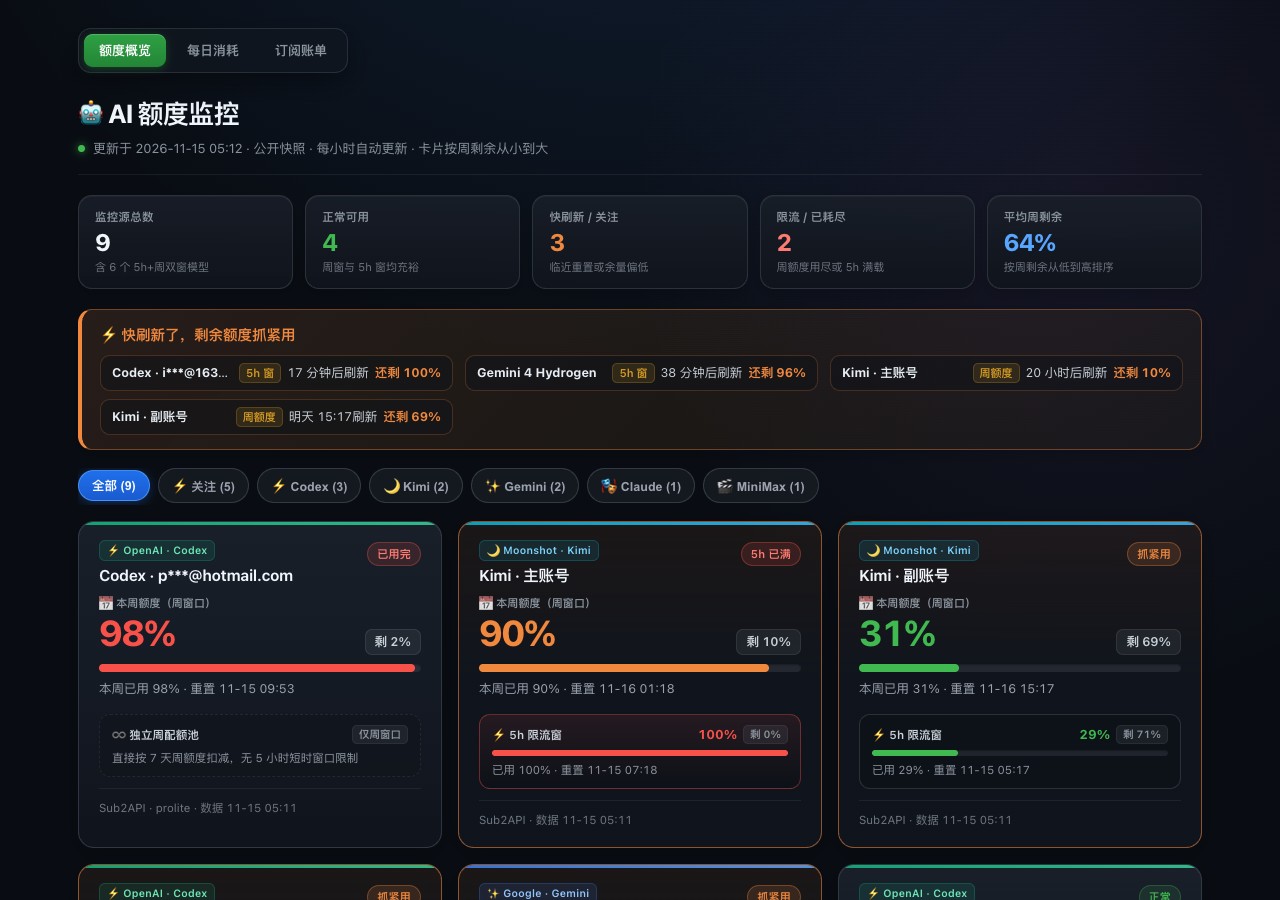 额度概览 每日消耗 订阅账单
🤖 AI 额度监控
更新于 2026-11-15 05:12 · 公开快照 · 每小时自动更新 · 卡片按周剩余从小到大
监控源总数
9
含 6 个 5h+周双窗模型
正常可用
4
周窗与 5h 窗均充裕
快刷新 / 关注
3
临近重置或余量偏低
限流 / 已耗尽
2
周额度用尽或 5h 满载
平均周剩余
64%
按周剩余从低到高排序
⚡ 快刷新了，剩余额度抓紧用
Codex · i***@163... 5h 窗 17 分钟后刷新 还剩 100%
Gemini 4 Hydrogen 5h 窗 38 分钟后刷新 还剩 96%
Kimi · 主账号 周额度 20 小时后刷新 还剩 10%
Kimi · 副账号 周额度 明天 15:17刷新 还剩 69%
全部 (9) ⚡ 关注 (5) ⚡ Codex (3) 🌙 Kimi (2) ✨ Gemini (2) 🎭 Claude (1) 🎬 MiniMax (1)
⚡ OpenAI · Codex
已用完
Codex · p***@hotmail.com
📅 本周额度（周窗口）
98% 剩 2%
本周已用 98% · 重置 11-15 09:53
♾ 独立周配额池 仅周窗口
直接按 7 天周额度扣减，无 5 小时短时窗口限制
Sub2API · prolite · 数据 11-15 05:11
🌙 Moonshot · Kimi
5h 已满
Kimi · 主账号
📅 本周额度（周窗口）
90% 剩 10%
本周已用 90% · 重置 11-16 01:18
⚡ 5h 限流窗 100% 剩 0%
已用 100% · 重置 11-15 07:18
Sub2API · 数据 11-15 05:11
🌙 Moonshot · Kimi
抓紧用
Kimi · 副账号
📅 本周额度（周窗口）
31% 剩 69%
本周已用 31% · 重置 11-16 15:17
⚡ 5h 限流窗 29% 剩 71%
已用 29% · 重置 11-15 05:17
Sub2API · 数据 11-15 05:11
⚡ OpenAI · Codex 抓紧用
✨ Google · Gemini 抓紧用
⚡ OpenAI · Codex 正常